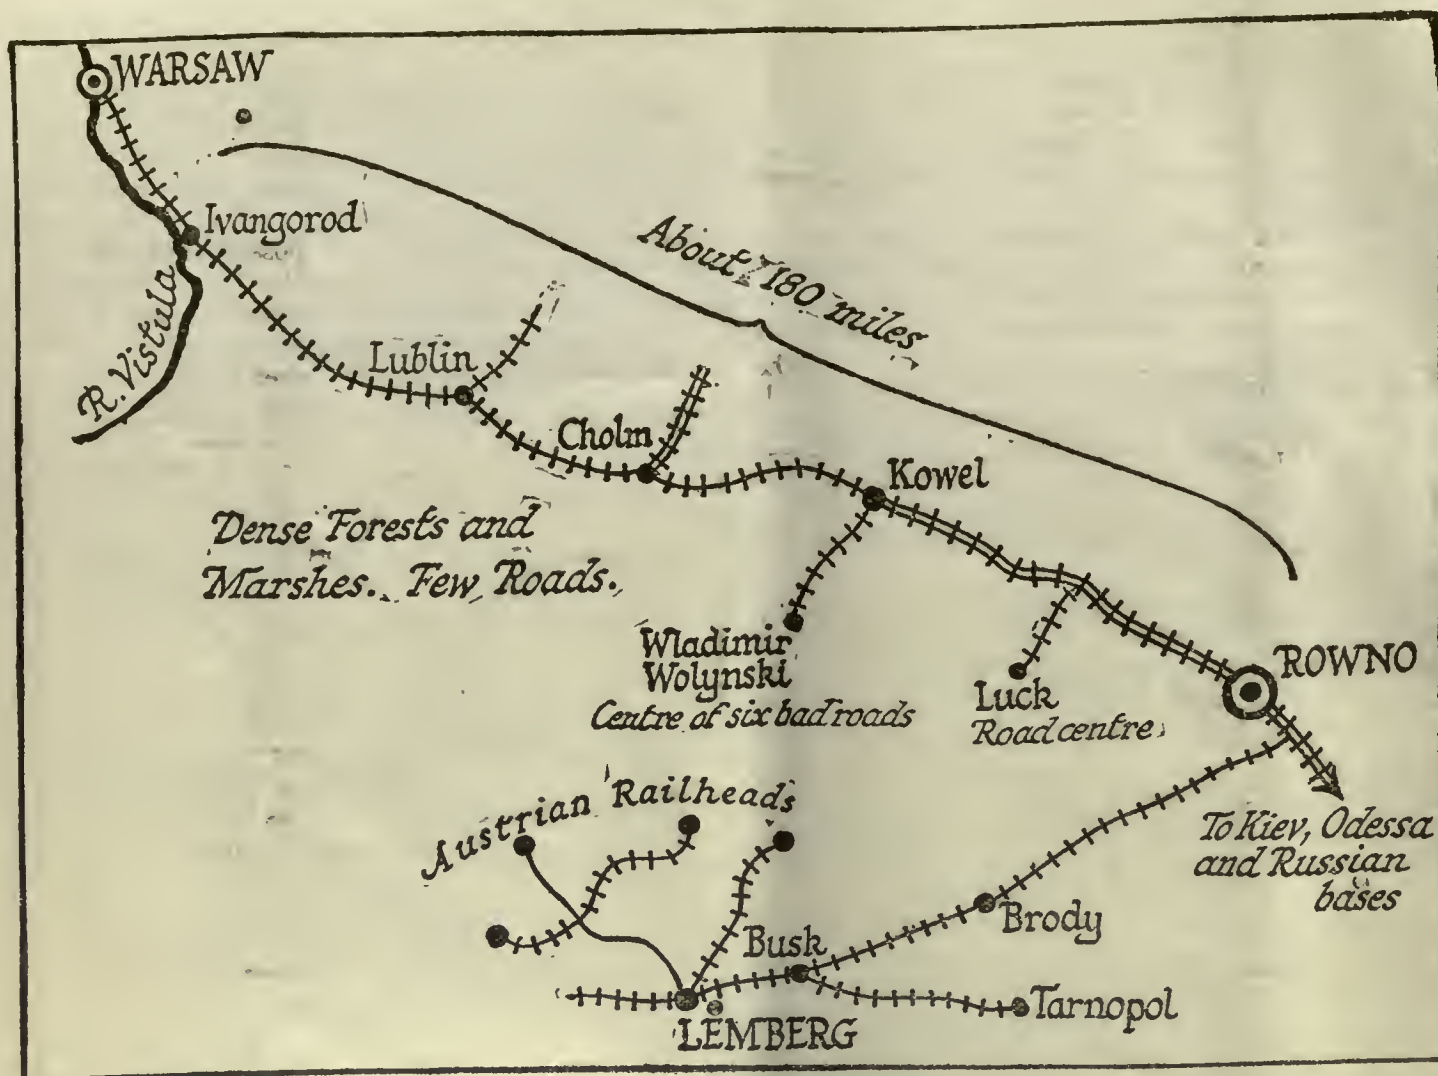 WARSAW
Ivangorod
R. Vistula
About 180 miles
Lublin
Cholm
Kowel
Dense Forests and
Marshes. Few Roads.
Wladimir
Wolynski
Centre of six bad roads
Luck
Road centre
ROWNO
To Kiev, Odessa
and Russian
bases
Austrian Railheads
Brody
Busk
Tarnopol
LEMBERG